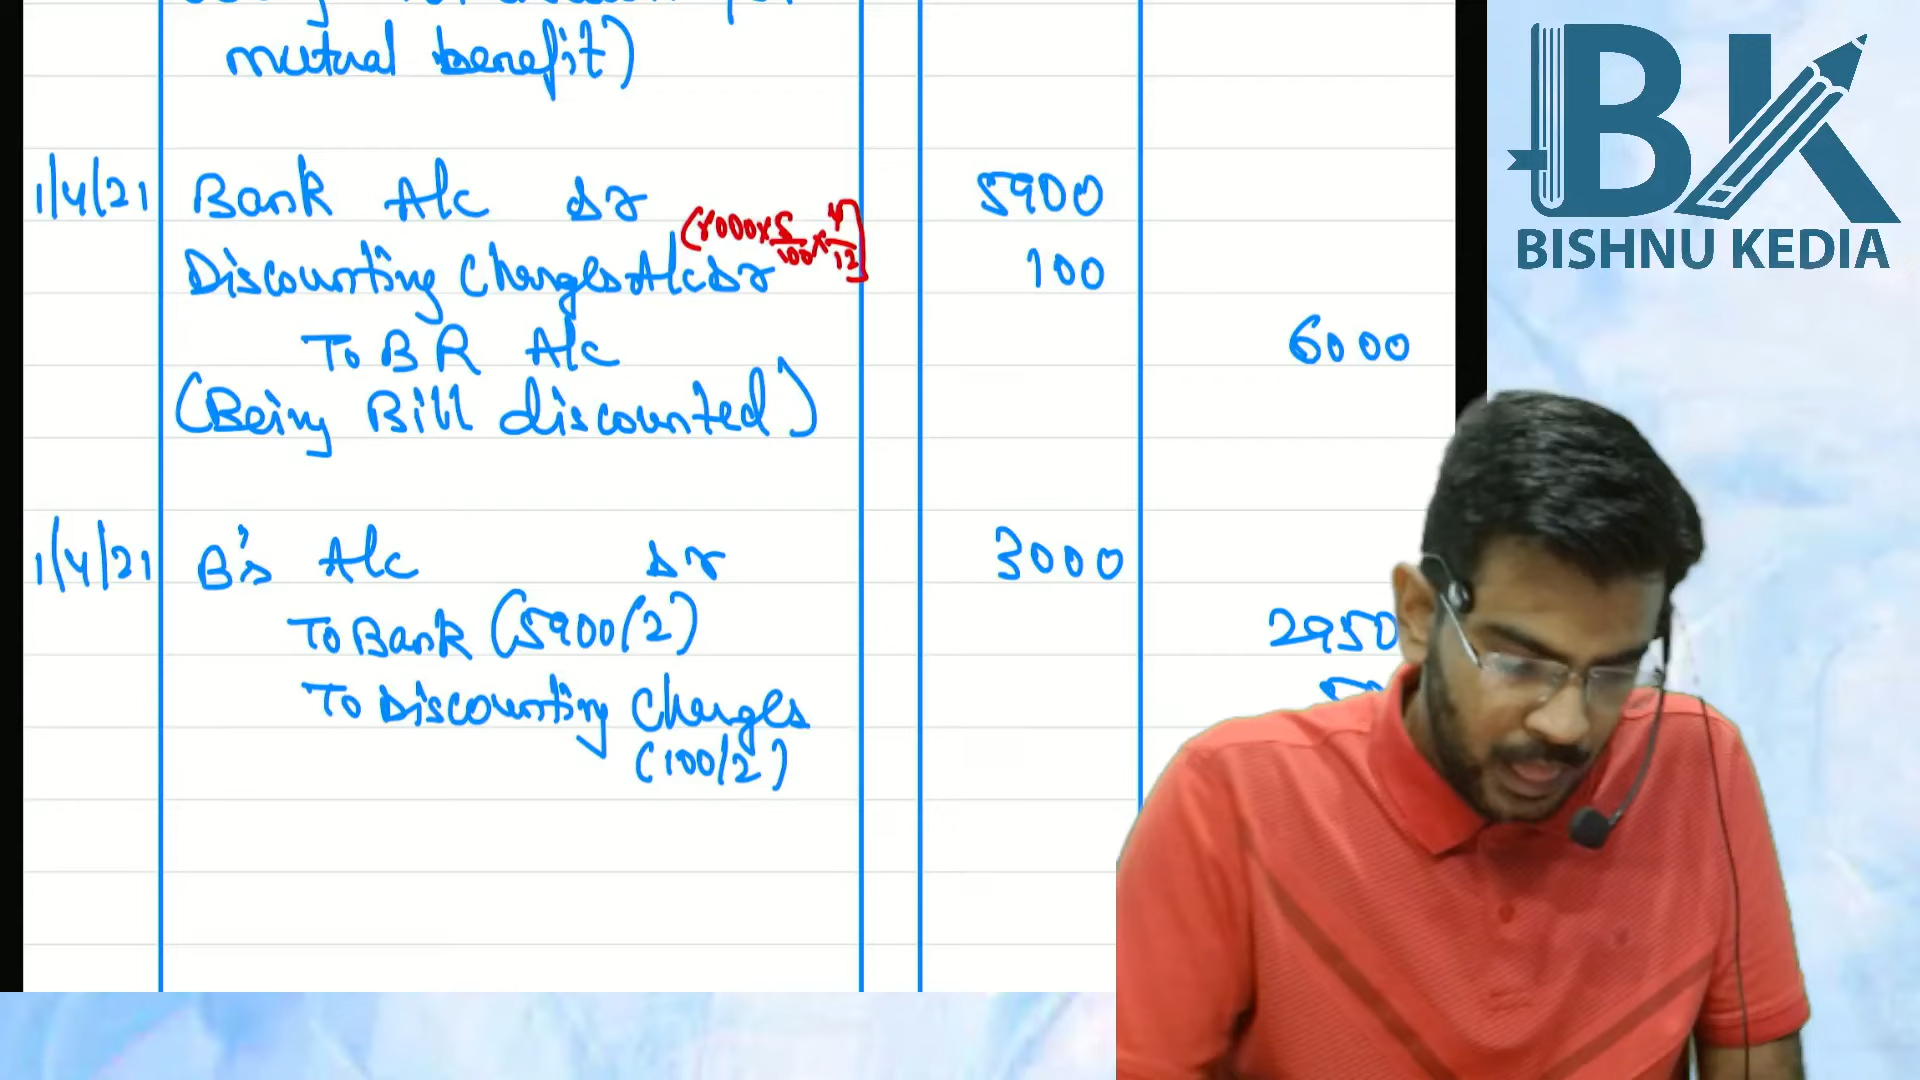 mutual benefit)
1/4/21 Bank A/c Dr 5900
(6000 × 5/100 × 4/12)
Discounting Charges A/c Dr 100
To B R A/c 6000
(Being Bill discounted)
1/4/21 B's A/c Dr 3000
To Bank (5900/2) 2950
To Discounting Charges
(100/2)
BK
BISHNU KEDIA